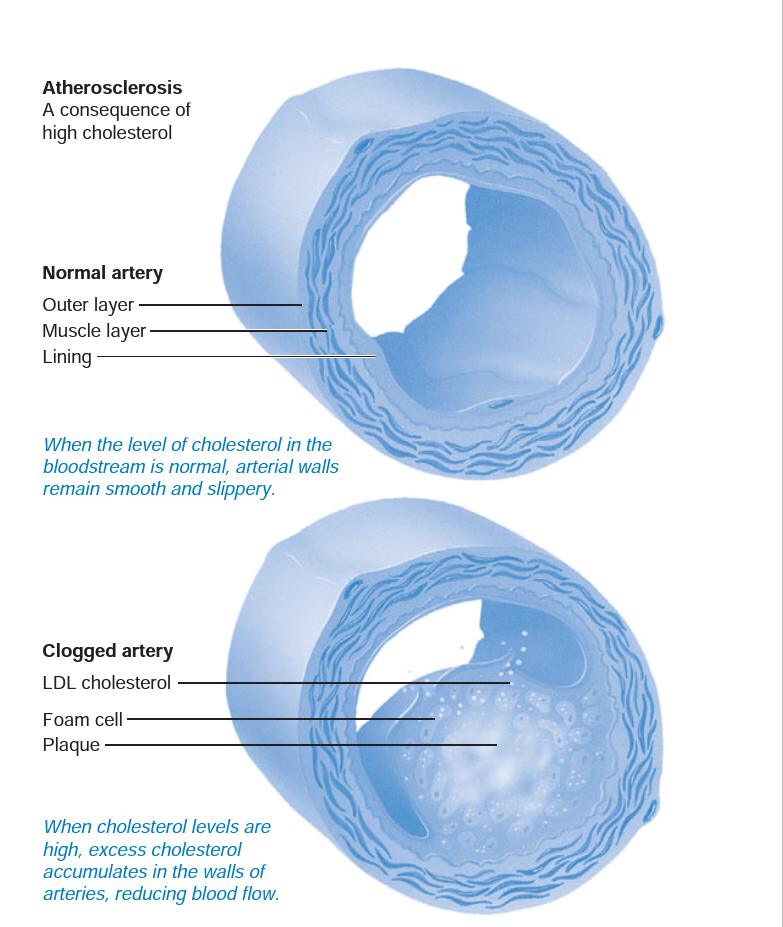 Atherosclerosis
A consequence of
high cholesterol
Normal artery
Outer layer
Muscle layer
Lining
When the level of cholesterol in the
bloodstream is normal, arterial walls
remain smooth and slippery.
Clogged artery
LDL cholesterol
Foam cell
Plaque
When cholesterol levels are
high, excess cholesterol
accumulates in the walls of
arteries, reducing blood flow.